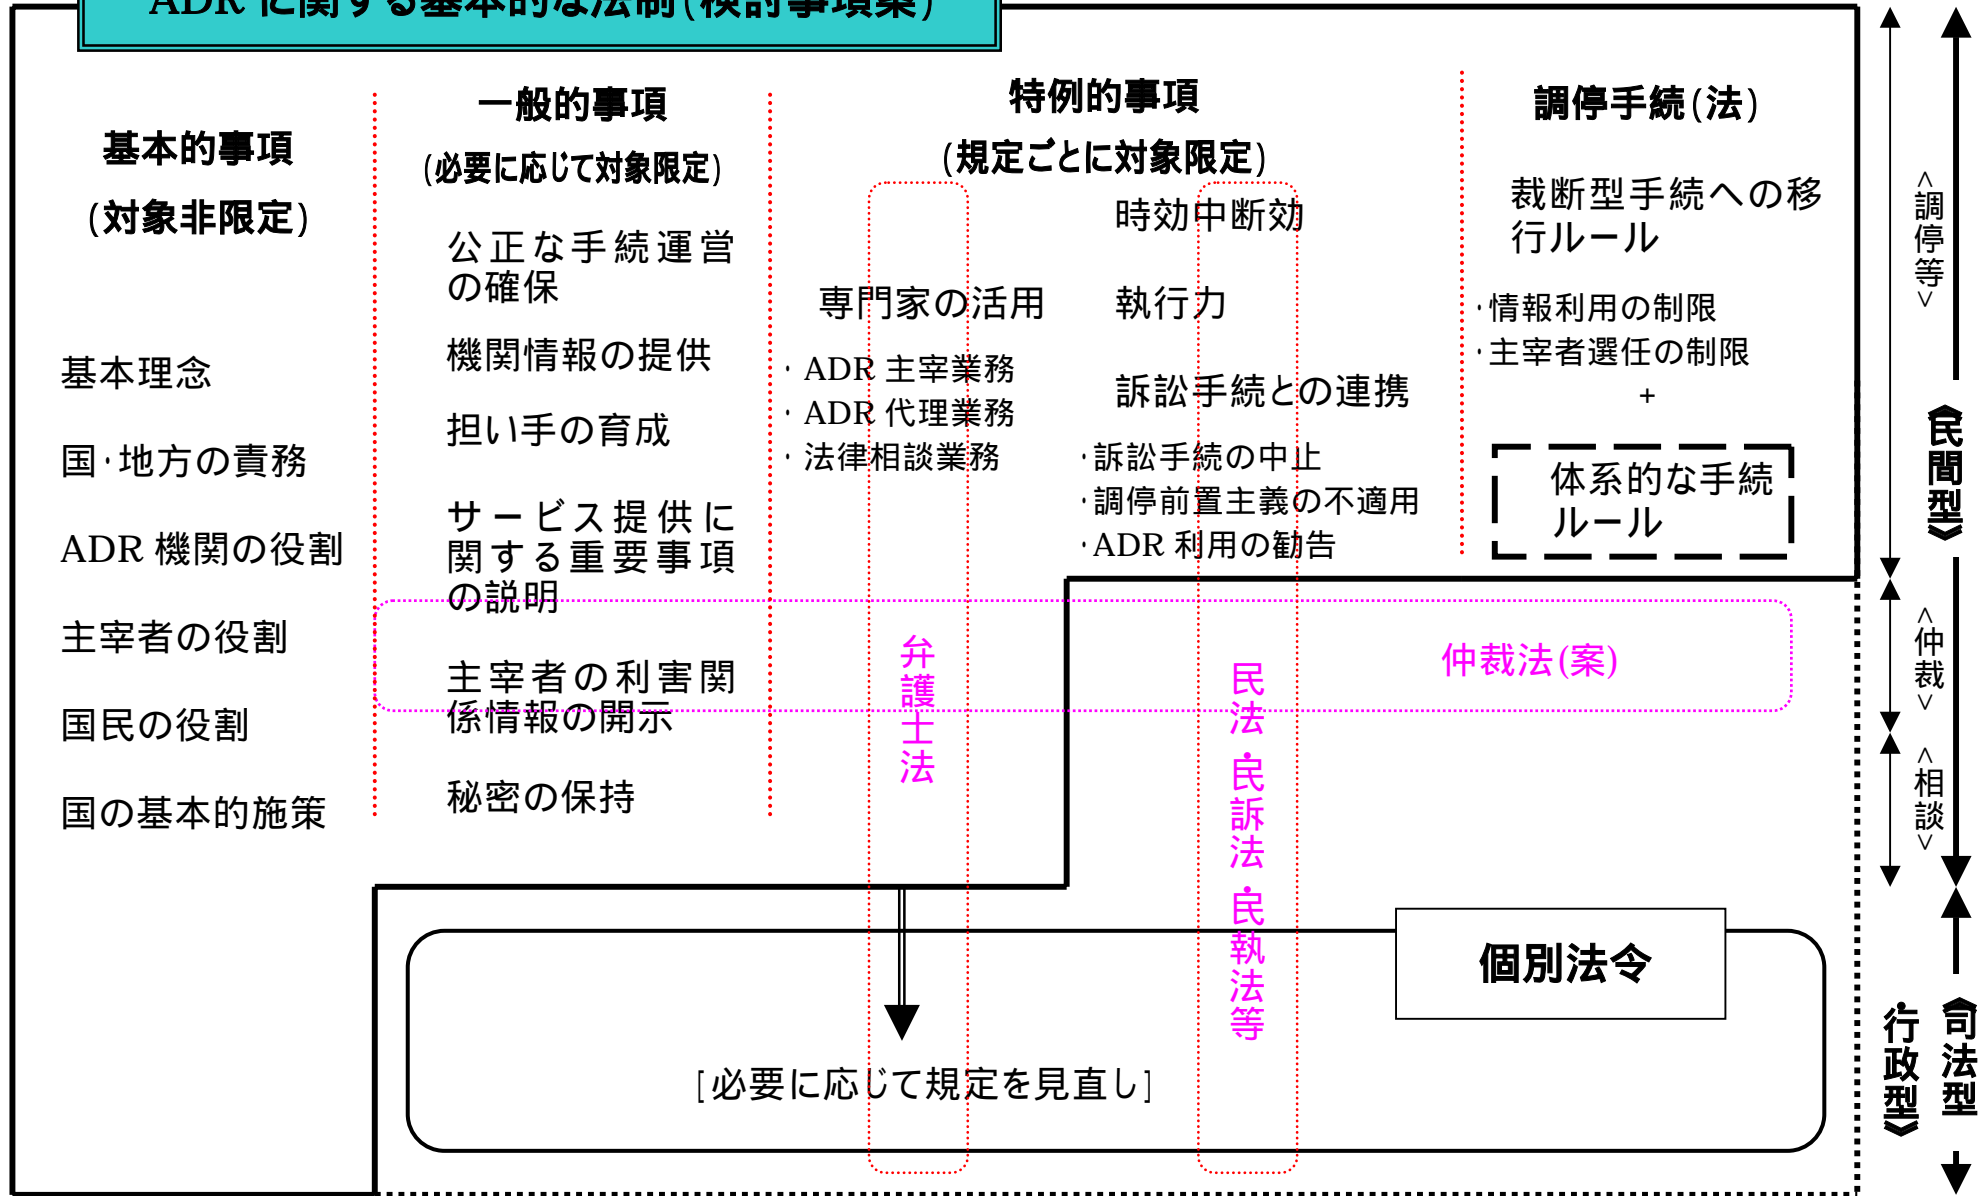 ADR に関する基本的な法制(検討事項案)
基本的事項
(対象非限定)
基本理念
国・地方の責務
ADR 機関の役割
主宰者の役割
国民の役割
国の基本的施策
一般的事項
(必要に応じて対象限定)
公正な手続運営
の確保
機関情報の提供
担い手の育成
サービス提供に
関する重要事項
の説明
主宰者の利害関
係情報の開示
秘密の保持
特例的事項
(規定ごとに対象限定)
専門家の活用
・ADR 主宰業務
・ADR 代理業務
・法律相談業務
時効中断効
執行力
訴訟手続との連携
・訴訟手続の中止
・調停前置主義の不適用
・ADR 利用の勧告
調停手続(法)
裁断型手続への移
行ルール
・情報利用の制限
・主宰者選任の制限
+
体系的な手続
ルール
弁護士法
民法・民訴法・民執法等
仲裁法(案)
個別法令
[必要に応じて規定を見直し]
<調停等>
<仲裁>
<相談>
《民間型》
《司法型
・行政型》